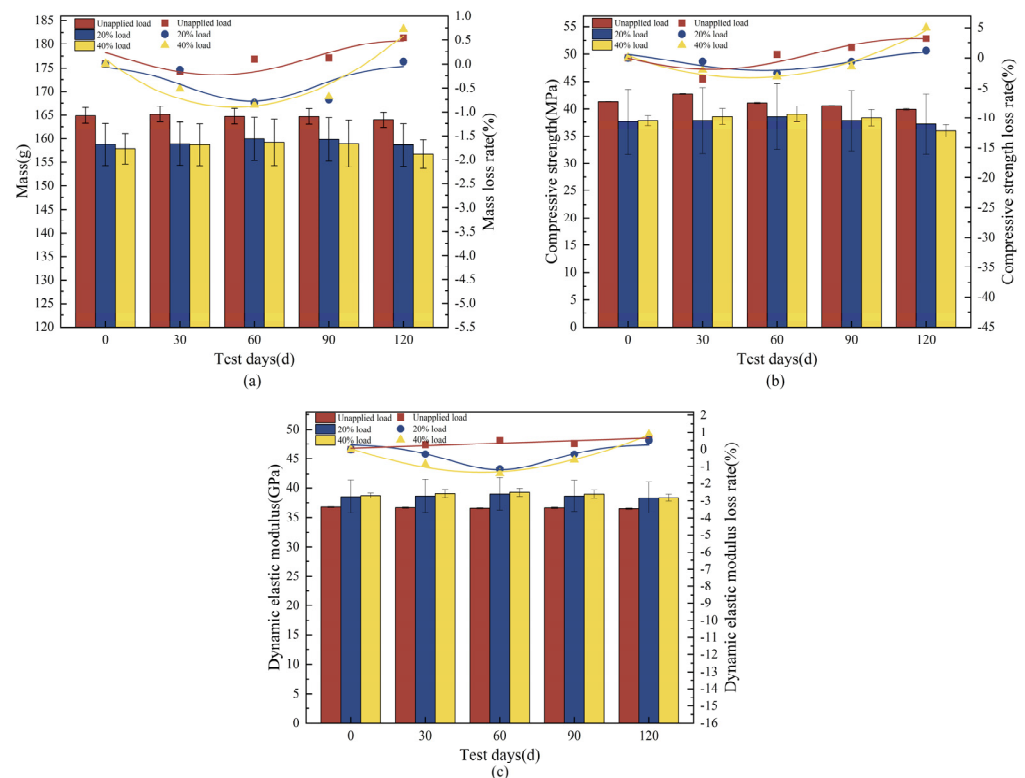 Unapplied load
20% load
40% load
Unapplied load
20% load
40% load
185
180
175
170
165
160
155
150
145
140
135
130
125
120
Mass(g)
1.0
0.5
0.0
-0.5
-1.0
-1.5
-2.0
-2.5
-3.0
-3.5
-4.0
-4.5
-5.0
-5.5
Mass loss rate(%)
0 30 60 90 120
Test days(d)
(a)
Unapplied load
20% load
40% load
Unapplied load
20% load
40% load
55
50
45
40
35
30
25
20
15
10
5
0
Compressive strength(MPa)
5
0
-5
-10
-15
-20
-25
-30
-35
-40
-45
Compressive strength loss rate(%)
0 30 60 90 120
Test days(d)
(b)
Unapplied load
20% load
40% load
Unapplied load
20% load
40% load
50
45
40
35
30
25
20
15
10
5
0
Dynamic elastic modulus(GPa)
2
1
0
-1
-2
-3
-4
-5
-6
-7
-8
-9
-10
-11
-12
-13
-14
-15
-16
Dynamic elastic modulus loss rate(%)
0 30 60 90 120
Test days(d)
(c)